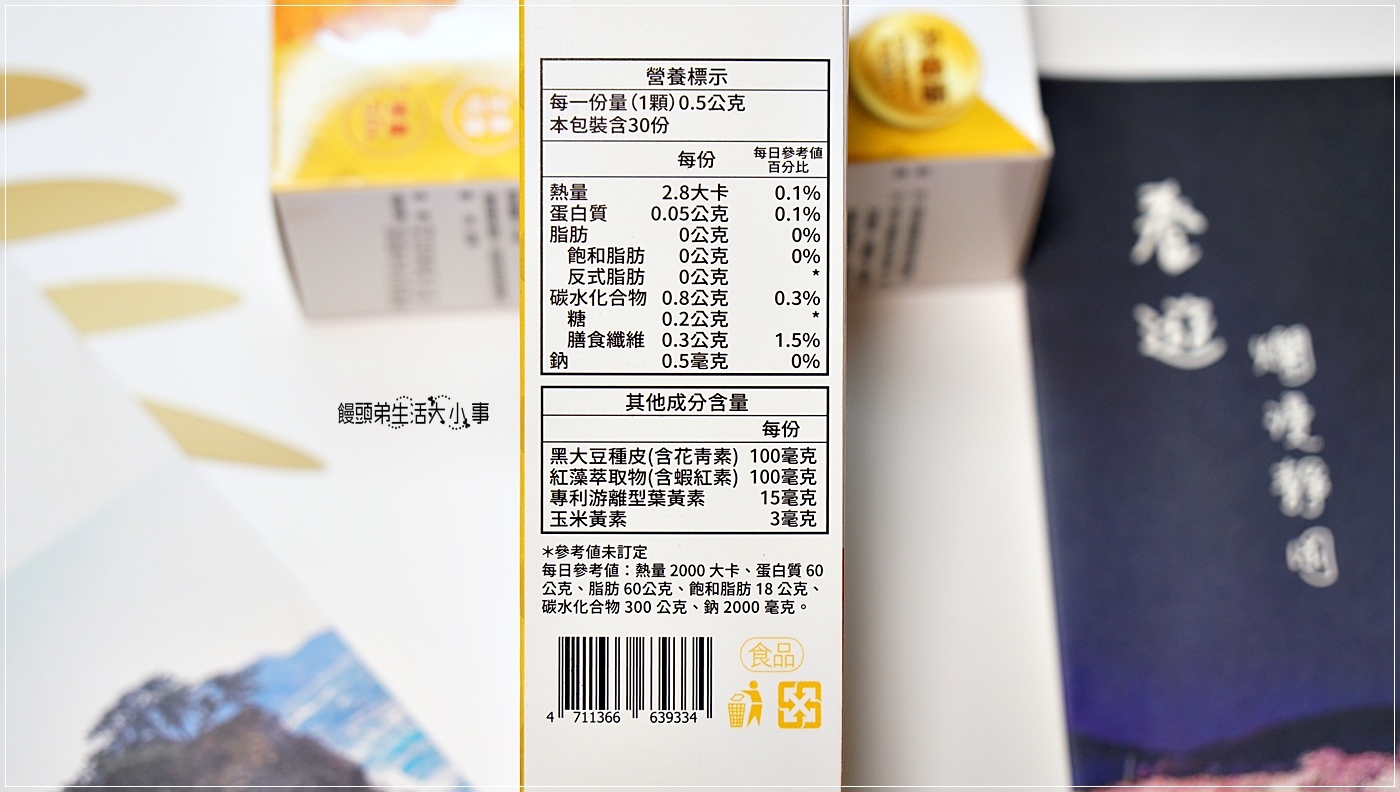 營養標示
每一份量(1顆)0.5公克
本包裝含30份
每份 每日參考值百分比
熱量 2.8大卡 0.1%
蛋白質 0.05公克 0.1%
脂肪 0公克 0%
飽和脂肪 0公克 0%
反式脂肪 0公克 *
碳水化合物 0.8公克 0.3%
糖 0.2公克 *
膳食纖維 0.3公克 1.5%
鈉 0.5毫克 0%
其他成分含量
每份
黑大豆種皮(含花青素) 100毫克
紅藻萃取物(含蝦紅素) 100毫克
專利游離型葉黃素 15毫克
玉米黃素 3毫克
*參考值未訂定
每日參考值：熱量 2000 大卡、蛋白質 60
公克、脂肪 60公克、飽和脂肪 18 公克、
碳水化合物 300 公克、鈉 2000 毫克。
食品
4 711366 639334
饅頭弟生活大小事